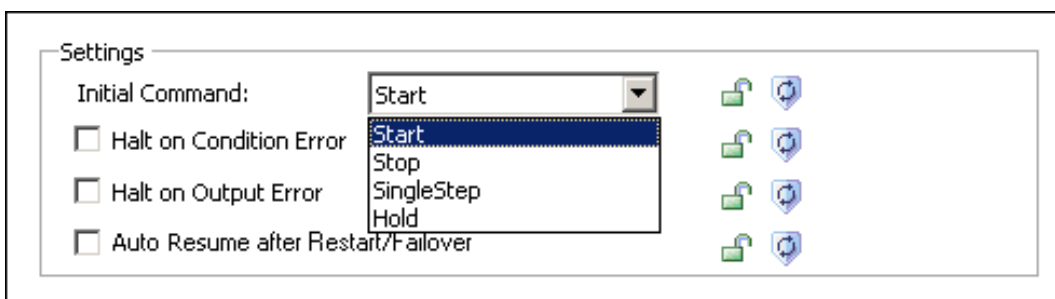 Settings
Initial Command:
Start
Start
Stop
SingleStep
Hold
Halt on Condition Error
Halt on Output Error
Auto Resume after Restart/Failover